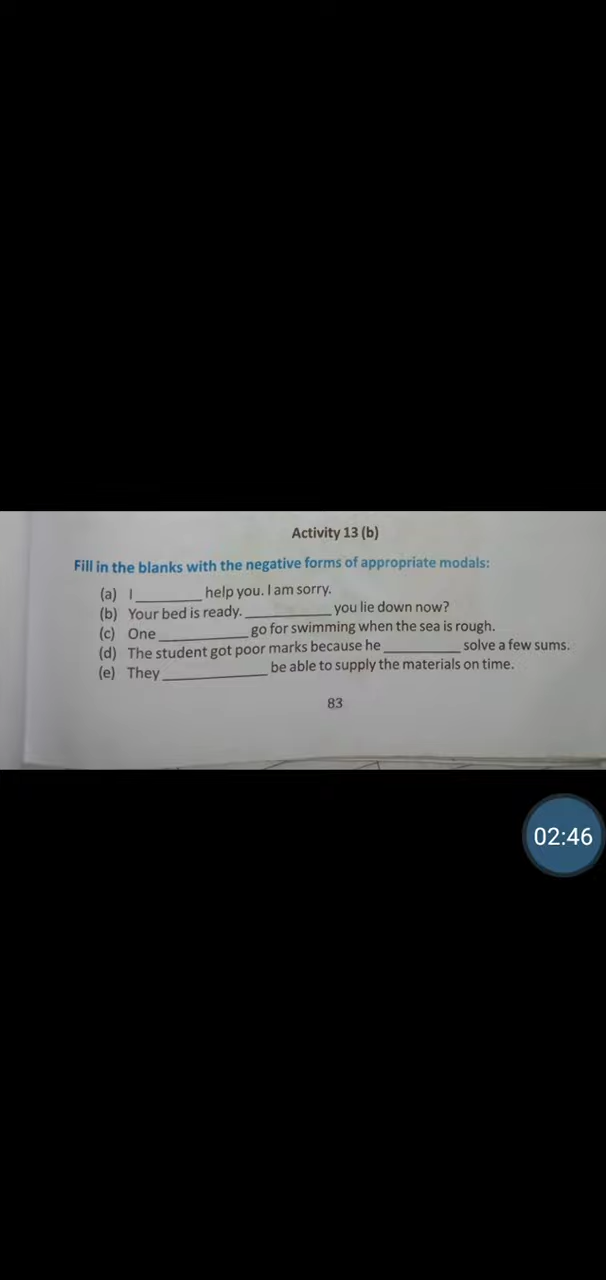 Activity 13 (b)
Fill in the blanks with the negative forms of appropriate modals:
(a) I ________ help you. I am sorry.
(b) Your bed is ready. __________ you lie down now?
(c) One __________ go for swimming when the sea is rough.
(d) The student got poor marks because he _________ solve a few sums.
(e) They ____________ be able to supply the materials on time.
83
02:46